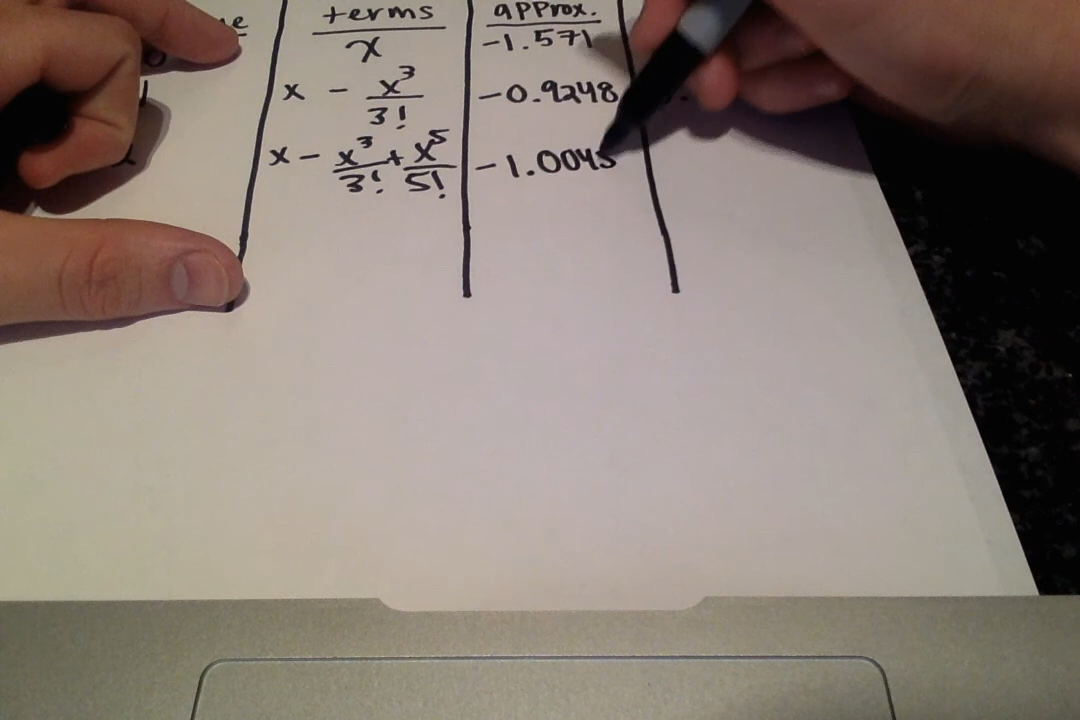 terms approx.
x -1.571
x - x³/3! -0.9248
x - x³/3! + x⁵/5! -1.0045